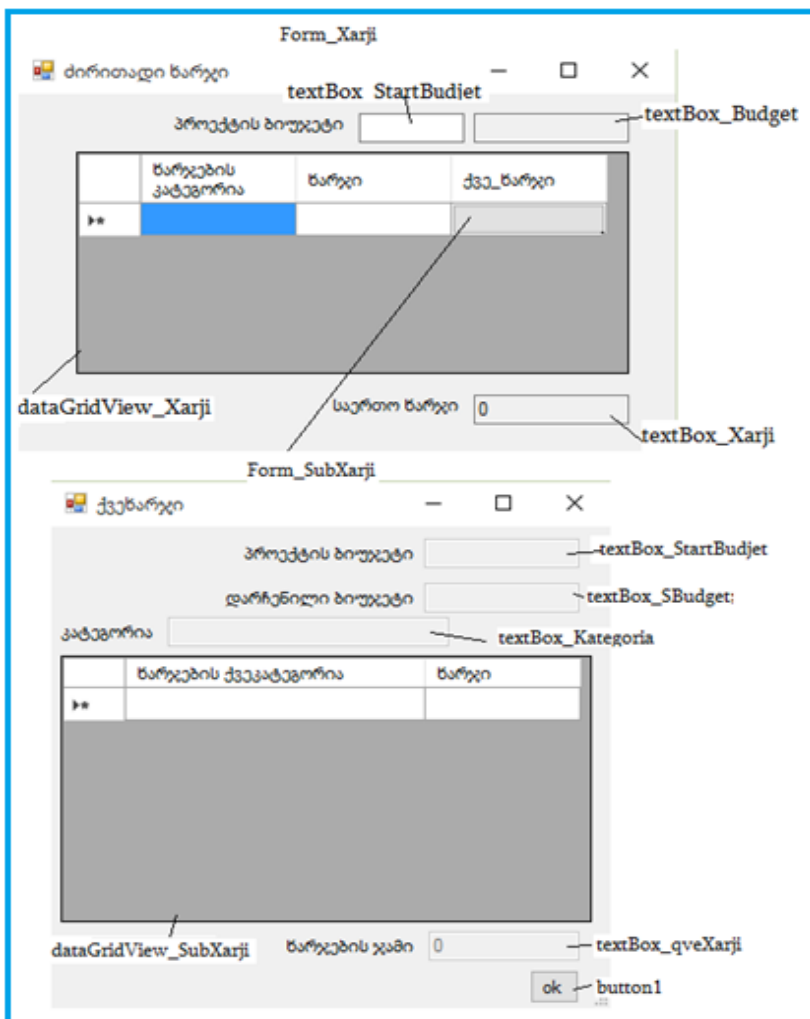 Form_Xarji
ძირითადი ხარჯი
textBox_StartBudjet
პროექტის ბიუჯეტი
textBox_Budget
ხარჯების კატეგორია
ხარჯი
ქვე_ხარჯი
dataGridView_Xarji
საერთო ხარჯი
0
textBox_Xarji
Form_SubXarji
ქვეხარჯი
პროექტის ბიუჯეტი
textBox_StartBudjet
დარჩენილი ბიუჯეტი
textBox_SBudget;
კატეგორია
textBox_Kategoria
ხარჯების ქვეკატეგორია
ხარჯი
dataGridView_SubXarji
ხარჯების ჯამი
0
textBox_qveXarji
ok
button1